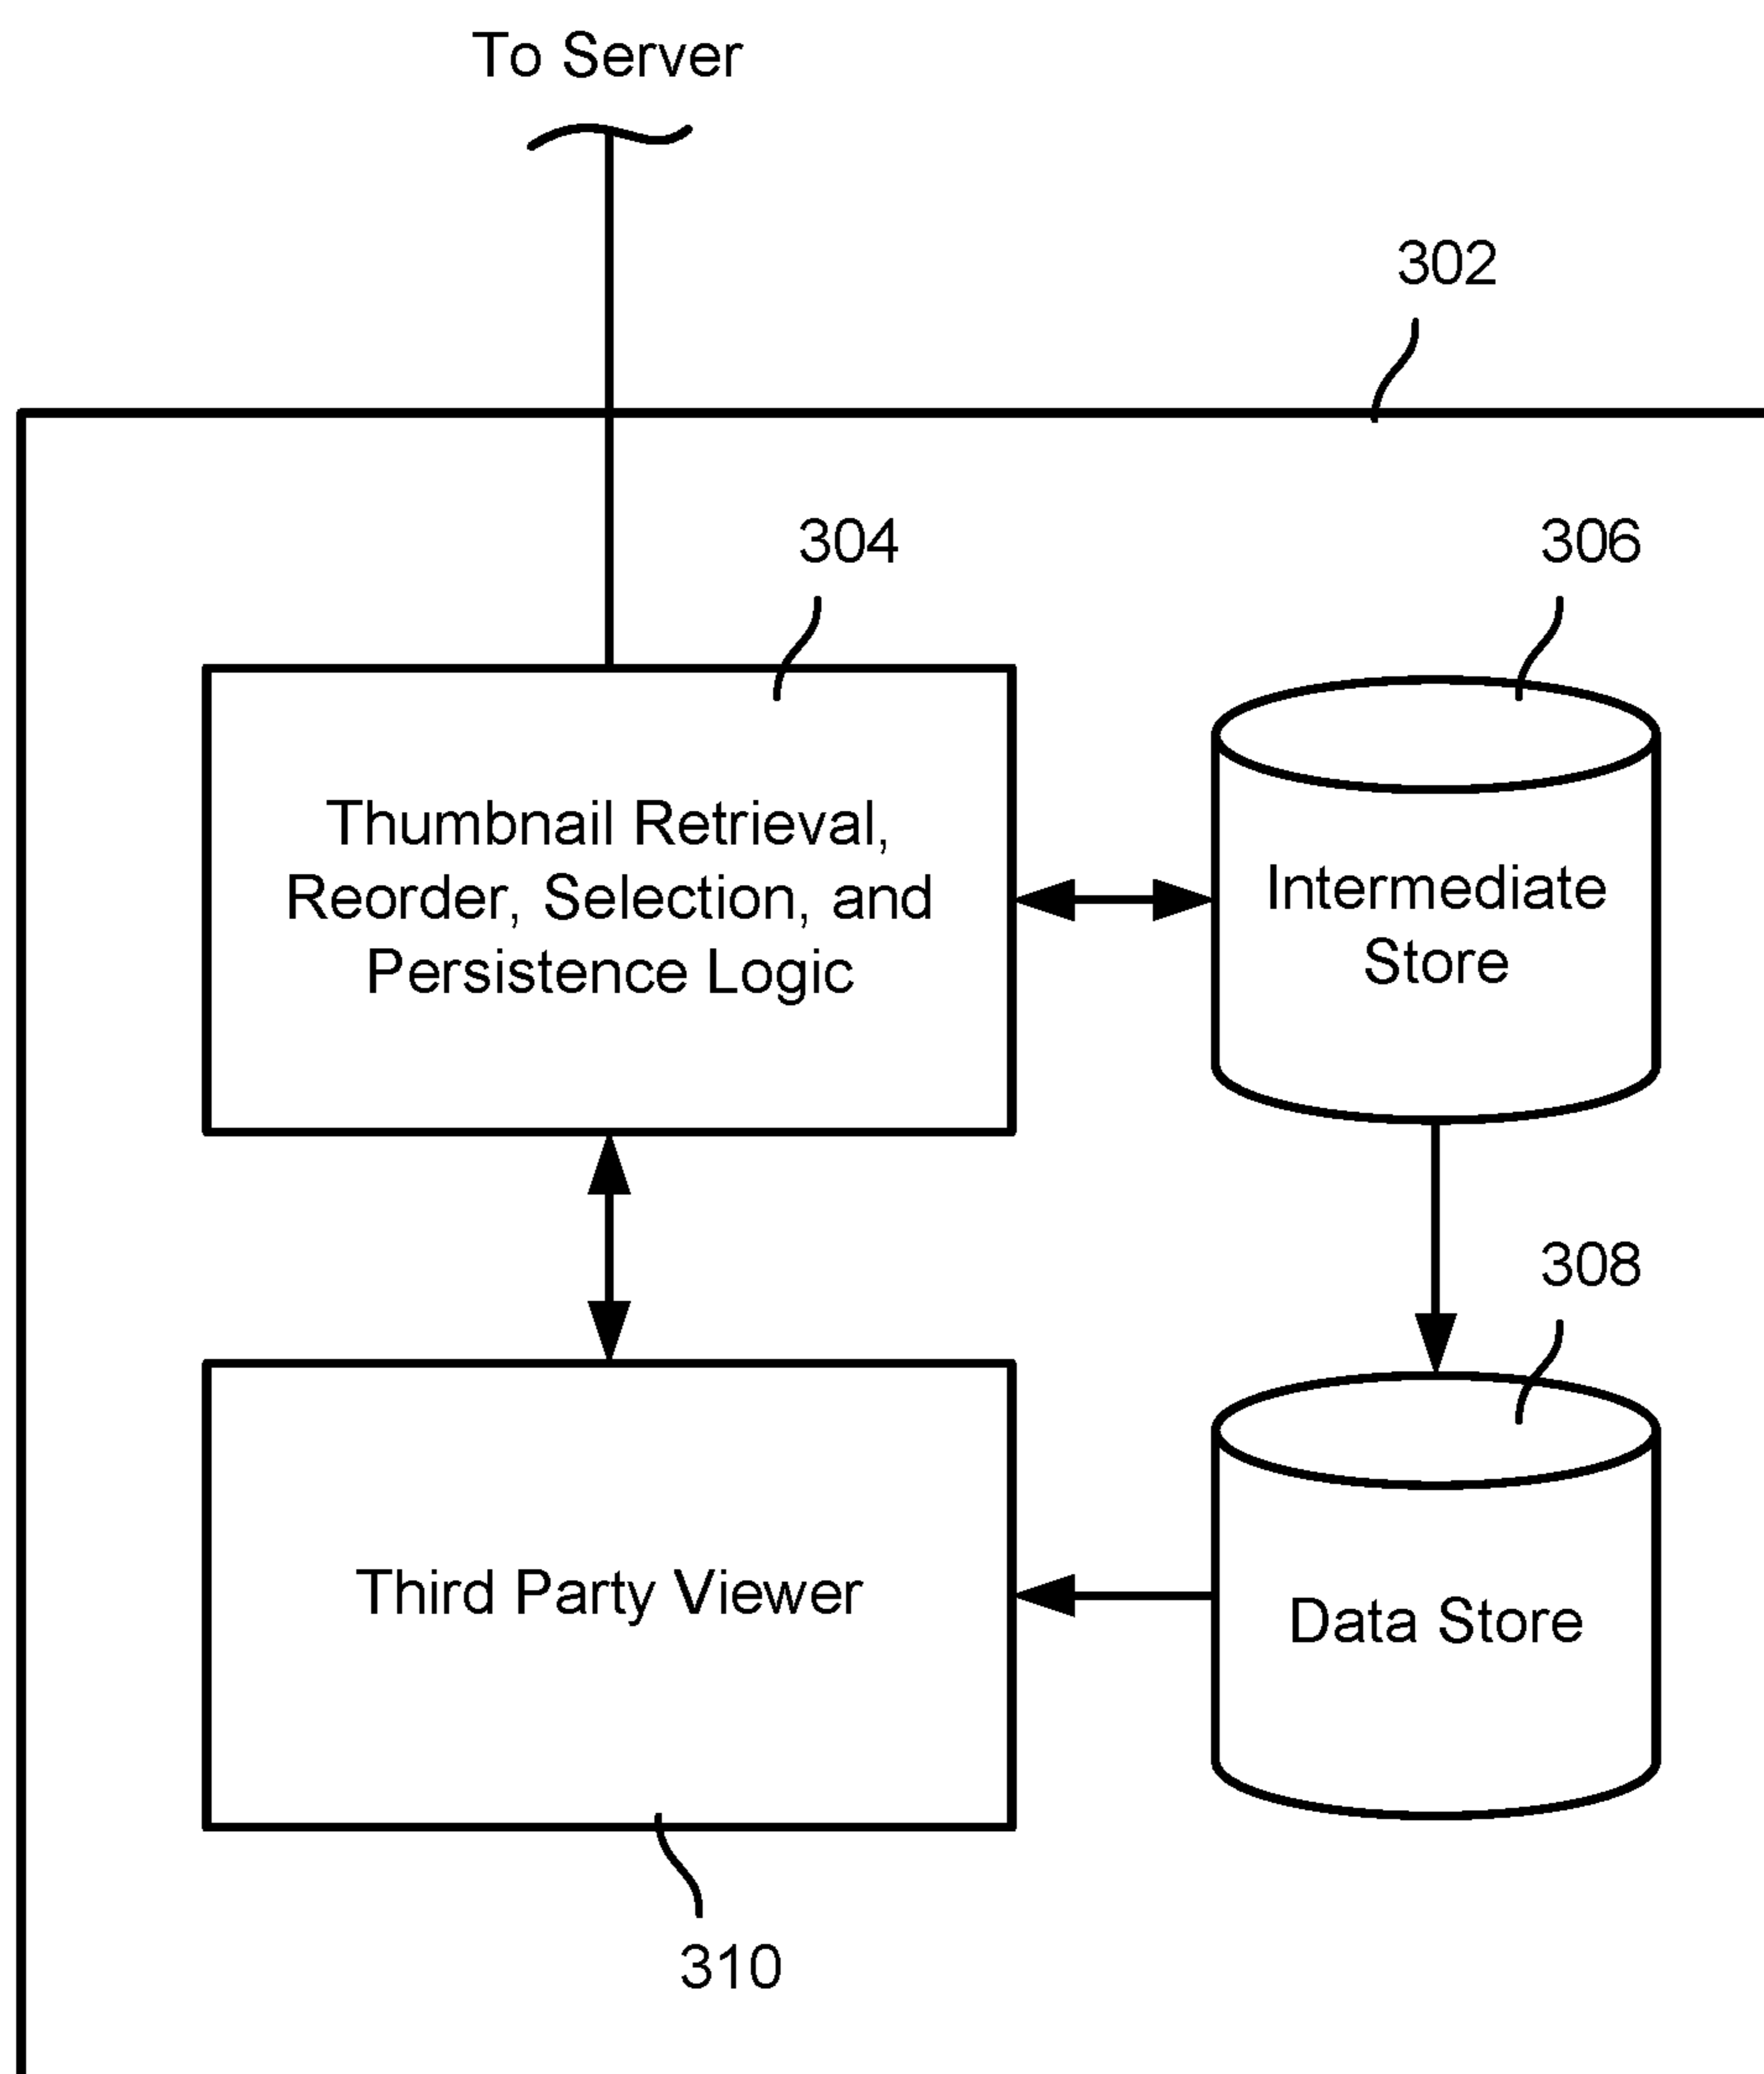 To Server
302
304
306
Thumbnail Retrieval,
Reorder, Selection, and
Persistence Logic
Intermediate
Store
308
Third Party Viewer
Data Store
310